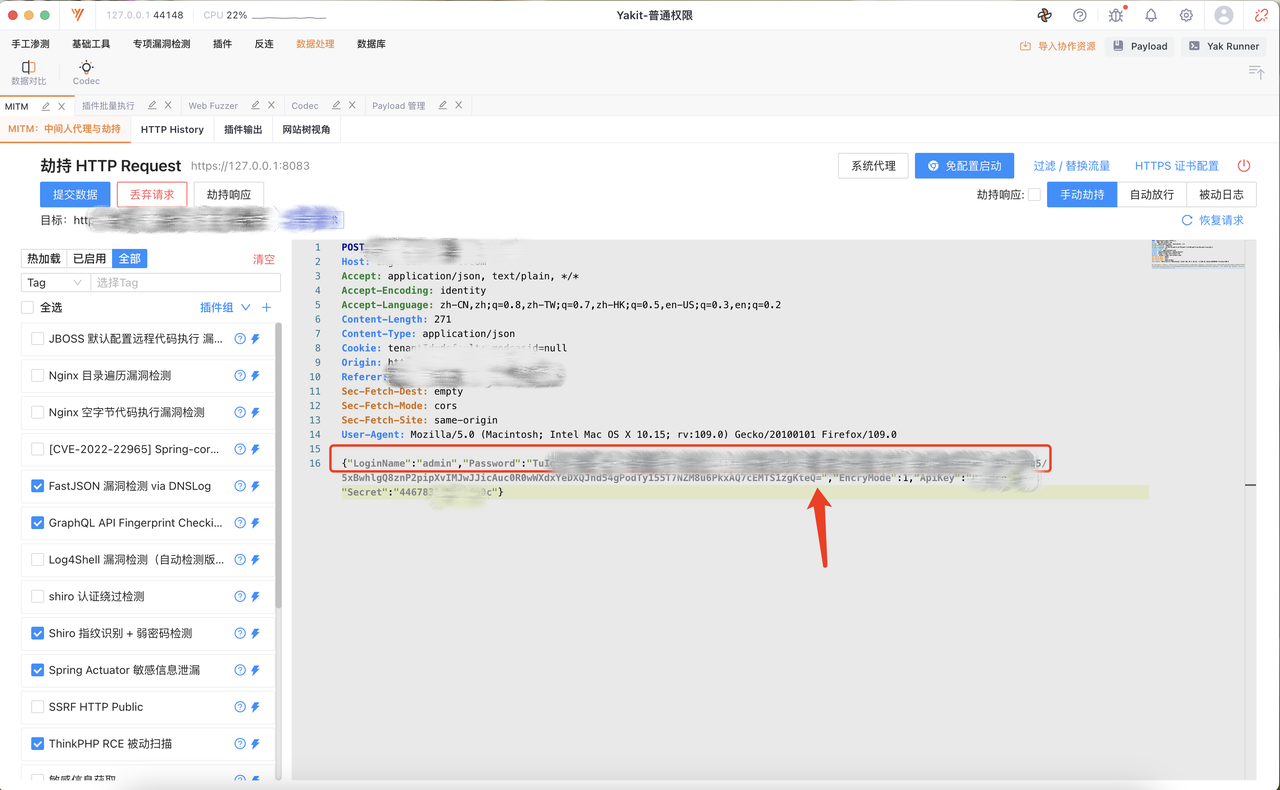 127.0.0.1 44148 CPU 22% Yakit-普通权限
手工渗测 基础工具 专项漏洞检测 插件 反连 数据处理 数据库 导入协作资源 Payload Yak Runner
数据对比 Codec
MITM 插件批量执行 Web Fuzzer Codec Payload 管理
MITM：中间人代理与劫持 HTTP History 插件输出 网站树视角
劫持 HTTP Request https://127.0.0.1:8083 系统代理 免配置启动 过滤 / 替换流量 HTTPS 证书配置
提交数据 丢弃请求 劫持响应 劫持响应: 手动劫持 自动放行 被动日志
目标：
恢复请求
热加载 已启用 全部 清空
Tag 选择Tag
全选 插件组
JBOSS 默认配置远程代码执行 漏...
Nginx 目录遍历漏洞检测
Nginx 空字节代码执行漏洞检测
[CVE-2022-22965] Spring-cor...
FastJSON 漏洞检测 via DNSLog
GraphQL API Fingerprint Checki...
Log4Shell 漏洞检测（自动检测版...
shiro 认证绕过检测
Shiro 指纹识别 + 弱密码检测
Spring Actuator 敏感信息泄漏
SSRF HTTP Public
ThinkPHP RCE 被动扫描
敏感信息获取
1 POST
2 Host:
3 Accept: application/json, text/plain, */*
4 Accept-Encoding: identity
5 Accept-Language: zh-CN,zh;q=0.8,zh-TW;q=0.7,zh-HK;q=0.5,en-US;q=0.3,en;q=0.2
6 Content-Length: 271
7 Content-Type: application/json
8 Cookie: =null
9 Origin:
10 Referer:
11 Sec-Fetch-Dest: empty
12 Sec-Fetch-Mode: cors
13 Sec-Fetch-Site: same-origin
14 User-Agent: Mozilla/5.0 (Macintosh; Intel Mac OS X 10.15; rv:109.0) Gecko/20100101 Firefox/109.0
15
16 {"LoginName":"admin","Password":"
"EncryMode":1,"ApiKey":"
"Secret":"